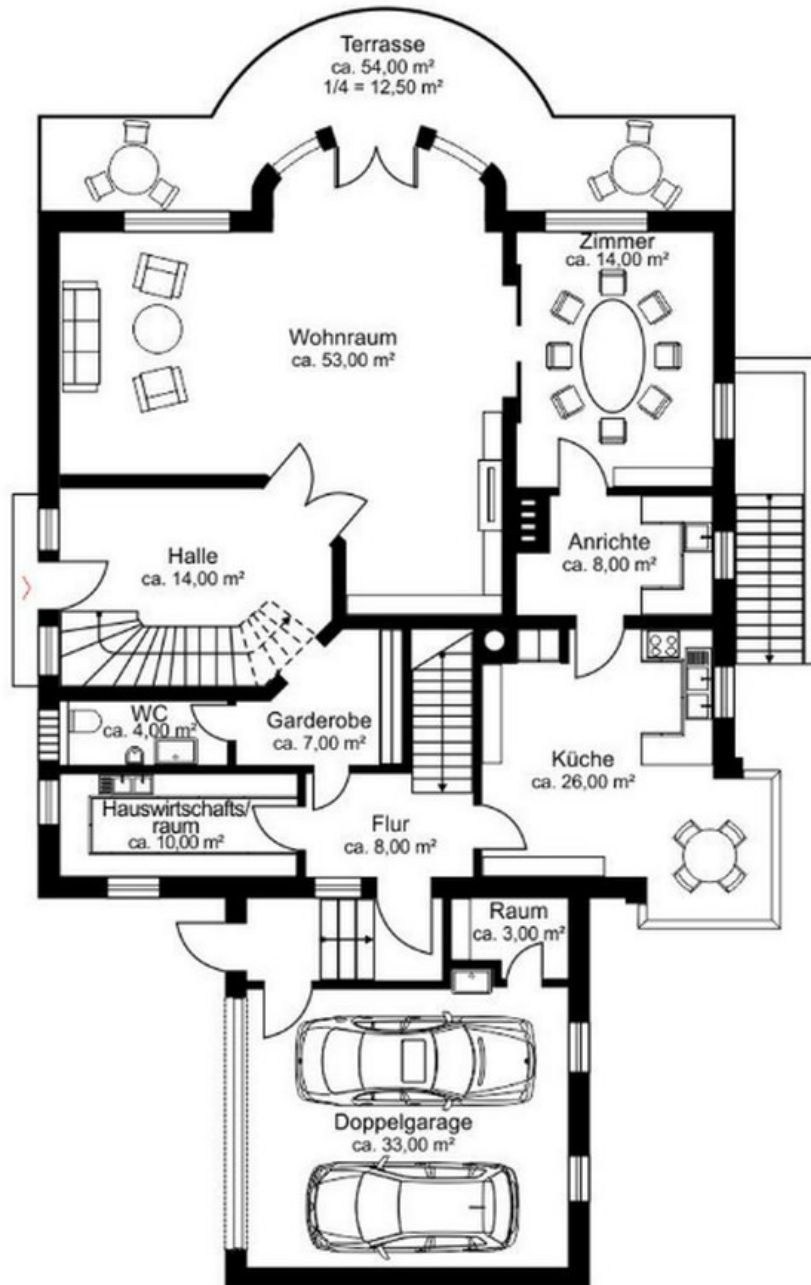 Terrasse
ca. 54,00 m²
1/4 = 12,50 m²
Zimmer
ca. 14,00 m²
Wohnraum
ca. 53,00 m²
Halle
ca. 14,00 m²
Anrichte
ca. 8,00 m²
WC
ca. 4,00 m²
Garderobe
ca. 7,00 m²
Küche
ca. 26,00 m²
Hauswirtschafts/
raum
ca. 10,00 m²
Flur
ca. 8,00 m²
Raum
ca. 3,00 m²
Doppelgarage
ca. 33,00 m²